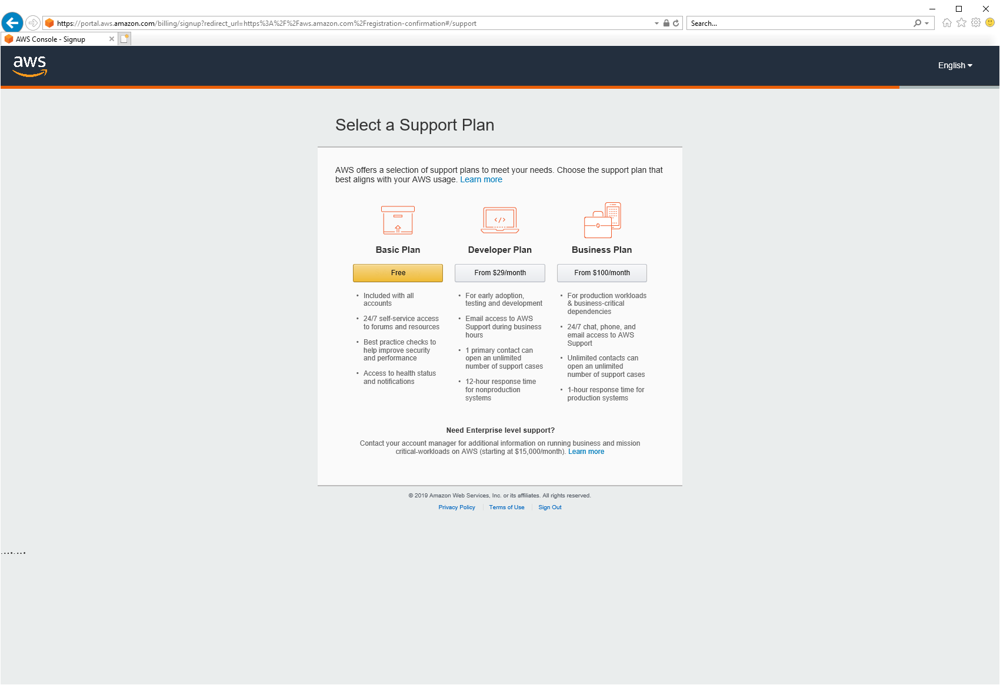 https://portal.aws.amazon.com/billing/signup?redirect_url=https%3A%2F%2Faws.amazon.com%2Fregistration-confirmation#/support
Search...
AWS Console - Signup
aws
English
Select a Support Plan
AWS offers a selection of support plans to meet your needs. Choose the support plan that
best aligns with your AWS usage. Learn more
</>
Basic Plan
Free
• Included with all
accounts
• 24/7 self-service access
to forums and resources
• Best practice checks to
help improve security
and performance
• Access to health status
and notifications
Developer Plan
From $29/month
• For early adoption,
testing and development
• Email access to AWS
Support during business
hours
• 1 primary contact can
open an unlimited
number of support cases
• 12-hour response time
for nonproduction
systems
Business Plan
From $100/month
• For production workloads
& business-critical
dependencies
• 24/7 chat, phone, and
email access to AWS
Support
• Unlimited contacts can
open an unlimited
number of support cases
• 1-hour response time for
production systems
Need Enterprise level support?
Contact your account manager for additional information on running business and mission
critical-workloads on AWS (starting at $15,000/month). Learn more
© 2019 Amazon Web Services, Inc. or its affiliates. All rights reserved.
Privacy Policy
Terms of Use
Sign Out